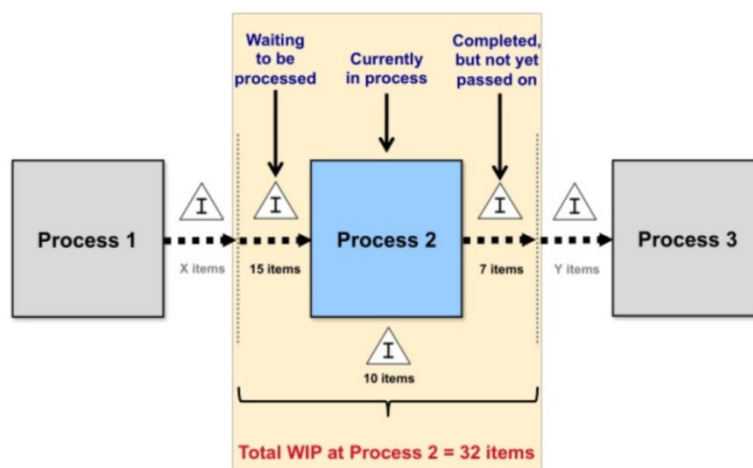 Waiting
to be
processed
Currently
in process
Completed,
but not yet
passed on
I
I
I
I
Process 1
Process 2
Process 3
X items
15 items
7 items
Y items
I
10 items
Total WIP at Process 2 = 32 items